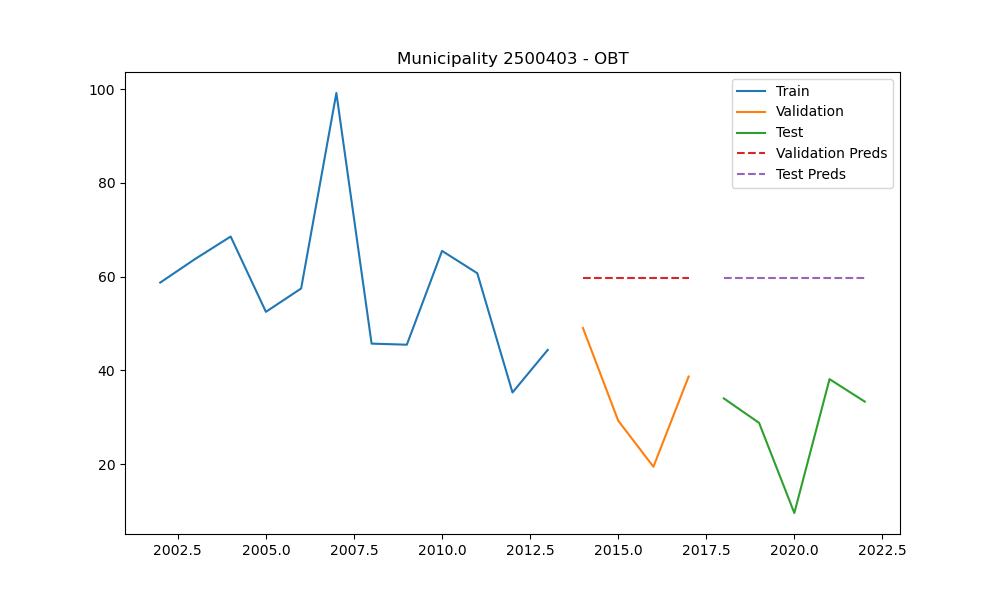 Municipality 2500403 - OBT
Train
Validation
Test
Validation Preds
Test Preds
100
80
60
40
20
2002.5 2005.0 2007.5 2010.0 2012.5 2015.0 2017.5 2020.0 2022.5